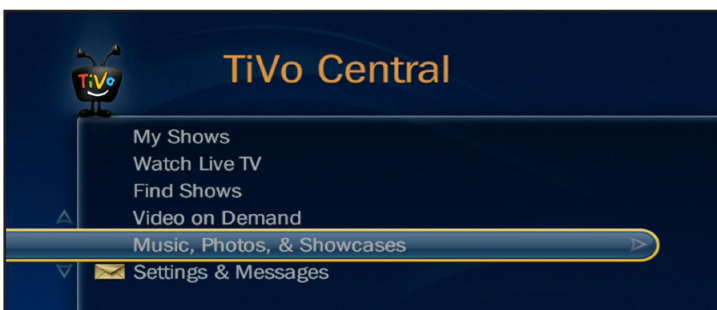 TiVo
TiVo Central
My Shows
Watch Live TV
Find Shows
Video on Demand
Music, Photos, & Showcases
Settings & Messages